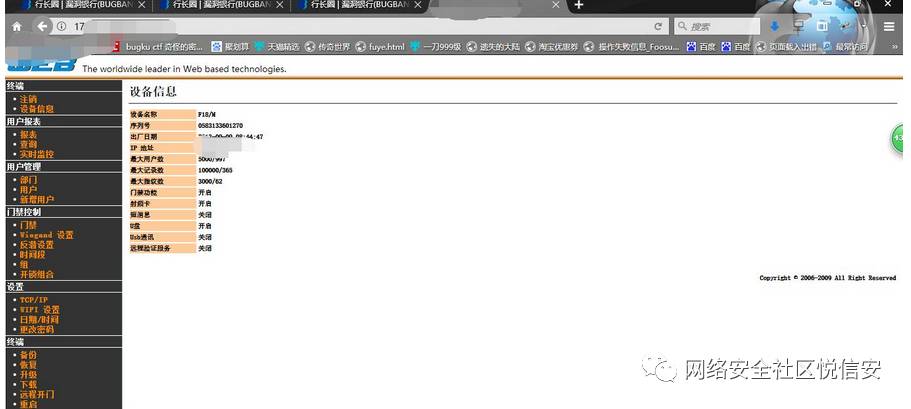 行长圈 | 漏洞银行(BUGBAN
行长圈 | 漏洞银行(BUGBAN
行长圈 | 漏洞银行(BUGBAN
17
搜索
bugku ctf 奇怪的密...
聚划算
天猫精选
传奇世界
fuye.html
一刀999级
遗失的大陆
淘宝优惠券
操作失败信息_Foosu...
百度
百度
页面载入出错
最常访问
WEB
The worldwide leader in Web based technologies.
终端
注销
设备信息
用户报表
报表
查询
实时监控
用户管理
部门
用户
新增用户
门禁控制
门禁
Wiegand 设置
反潜设置
时间段
组
开锁组合
设置
TCP/IP
WIFI 设置
日期/时间
更改密码
终端
备份
恢复
升级
下载
远程开门
重启
设备信息
设备名称 F18/M
序列号 0583133601270
出厂日期 08:44:47
IP 地址
最大用户数 5000/997
最大记录数 100000/365
最大指纹数 3000/62
门禁功能 开启
射频卡 开启
短消息 关闭
U盘 开启
Usb通讯 关闭
远程验证服务 关闭
43
Copyright © 2006-2009 All Right Reserved
网络安全社区悦信安